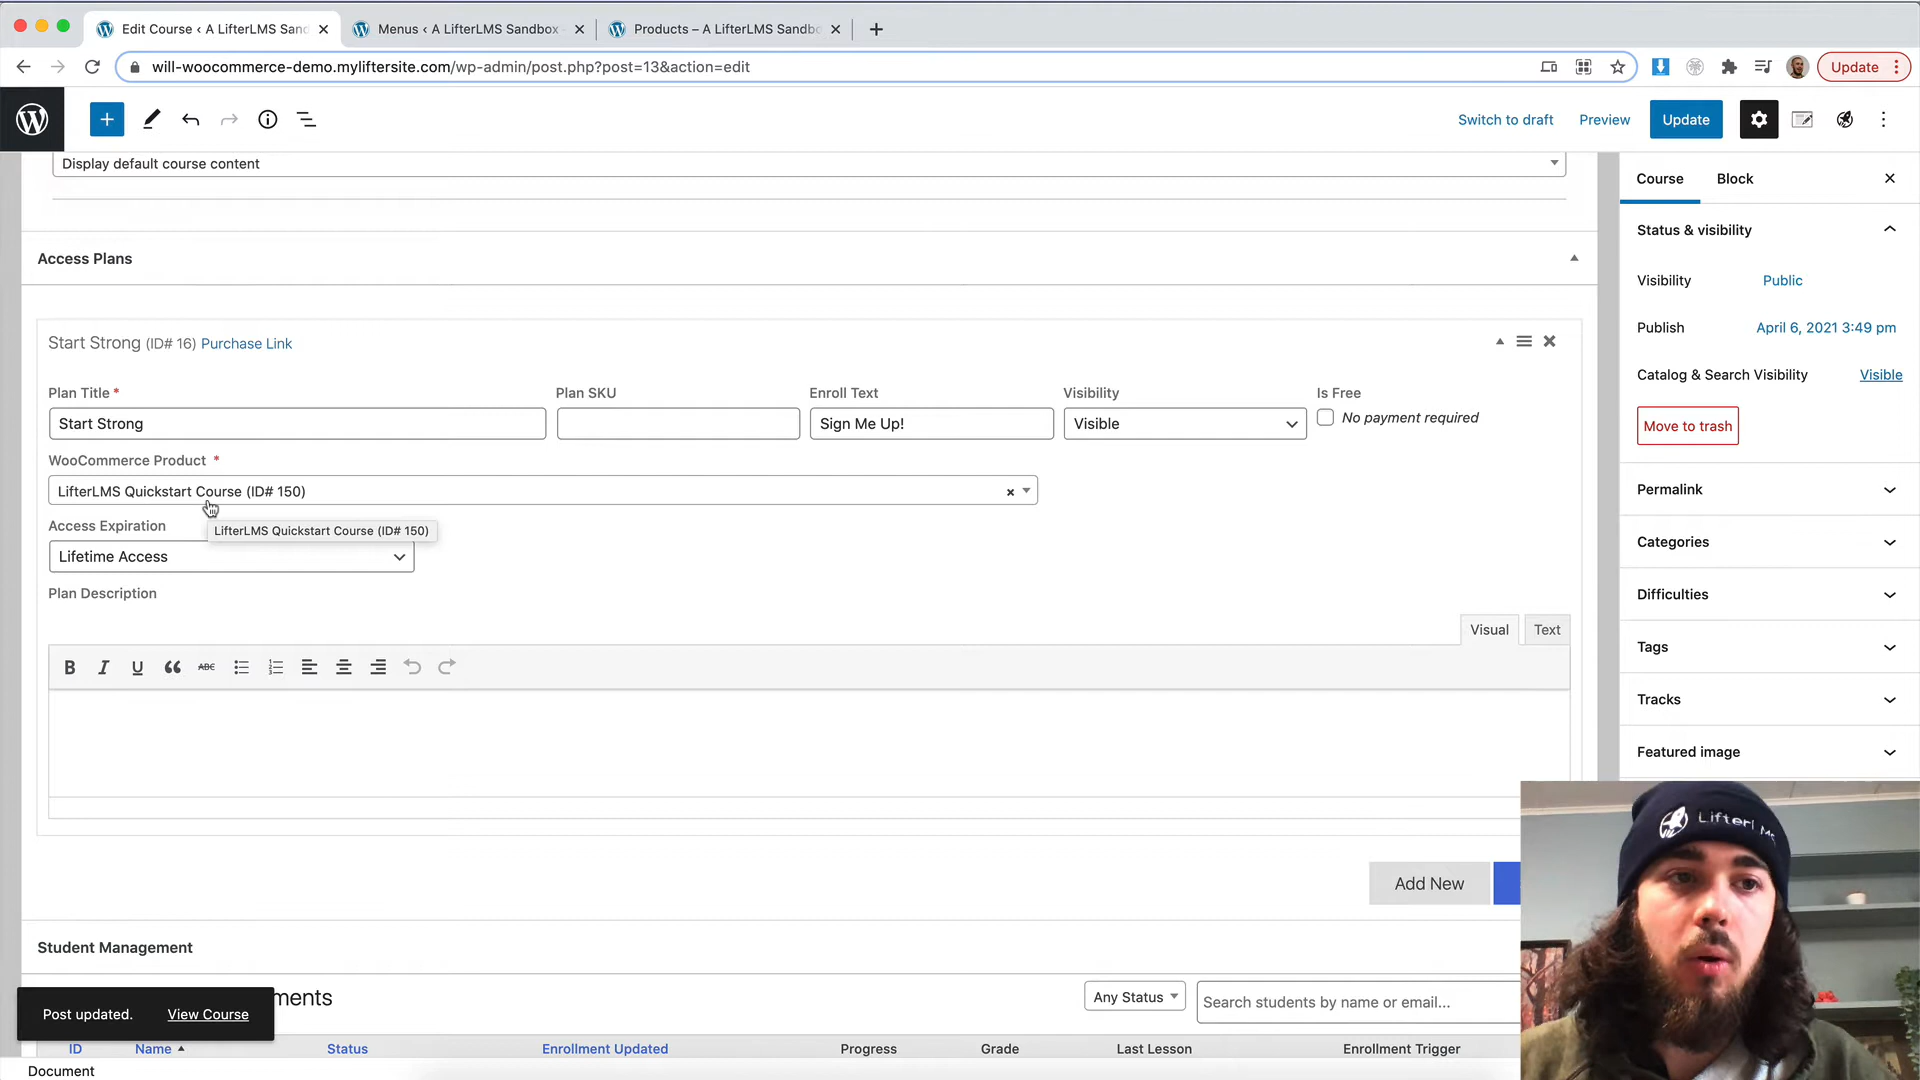 Edit Course ‹ A LifterLMS Sand
Menus ‹ A LifterLMS Sandbox
Products – A LifterLMS Sandbo
will-woocommerce-demo.myliftersite.com/wp-admin/post.php?post=13&action=edit
Update
Switch to draft
Preview
Update
Display default course content
Course
Block
Status & visibility
Access Plans
Visibility
Public
Publish
April 6, 2021 3:49 pm
Start Strong (ID# 16) Purchase Link
Catalog & Search Visibility
Visible
Plan Title *
Plan SKU
Enroll Text
Visibility
Is Free
Start Strong
Sign Me Up!
Visible
No payment required
Move to trash
WooCommerce Product *
LifterLMS Quickstart Course (ID# 150)
Permalink
Access Expiration
LifterLMS Quickstart Course (ID# 150)
Lifetime Access
Categories
Plan Description
Difficulties
Visual
Text
Tags
B I U ABC
Tracks
Featured image
LifterLMS
Add New
Student Management
ments
Any Status
Search students by name or email...
Post updated.
View Course
ID
Name
Status
Enrollment Updated
Progress
Grade
Last Lesson
Enrollment Trigger
Document